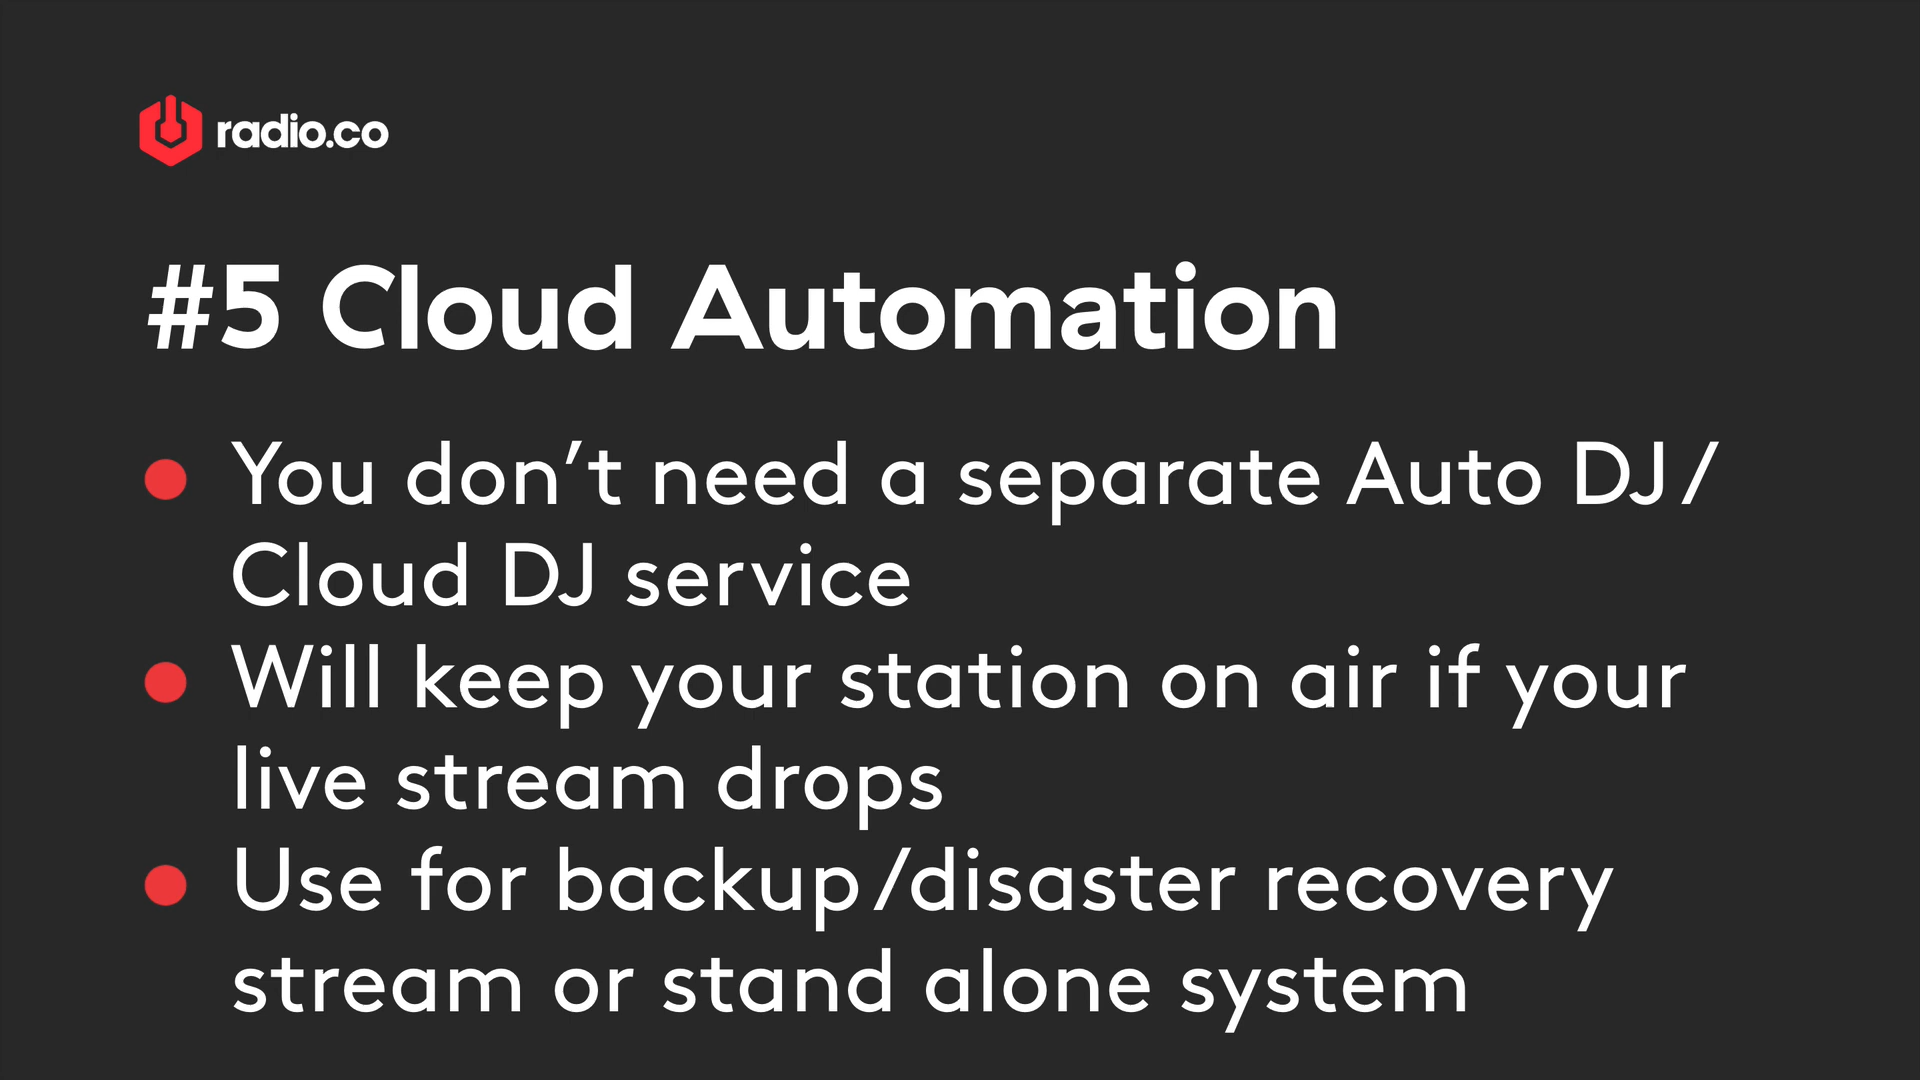 radio.co
#5 Cloud Automation
You don’t need a separate Auto DJ/
Cloud DJ service
Will keep your station on air if your
live stream drops
Use for backup/disaster recovery
stream or stand alone system